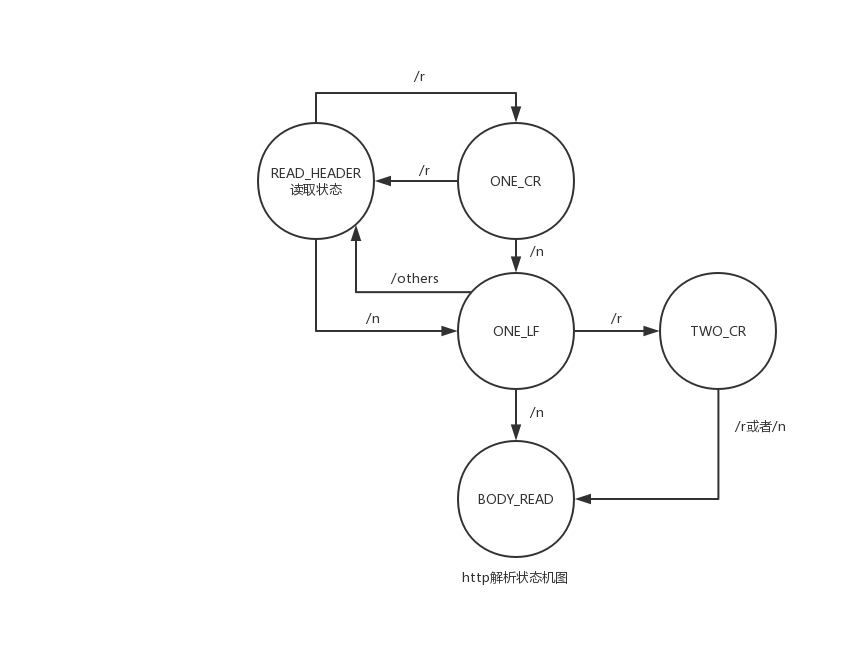 /r
READ_HEADER
读取状态
/r
ONE_CR
/n
/others
/n
ONE_LF
/r
TWO_CR
/n
/r或者/n
BODY_READ
http解析状态机图